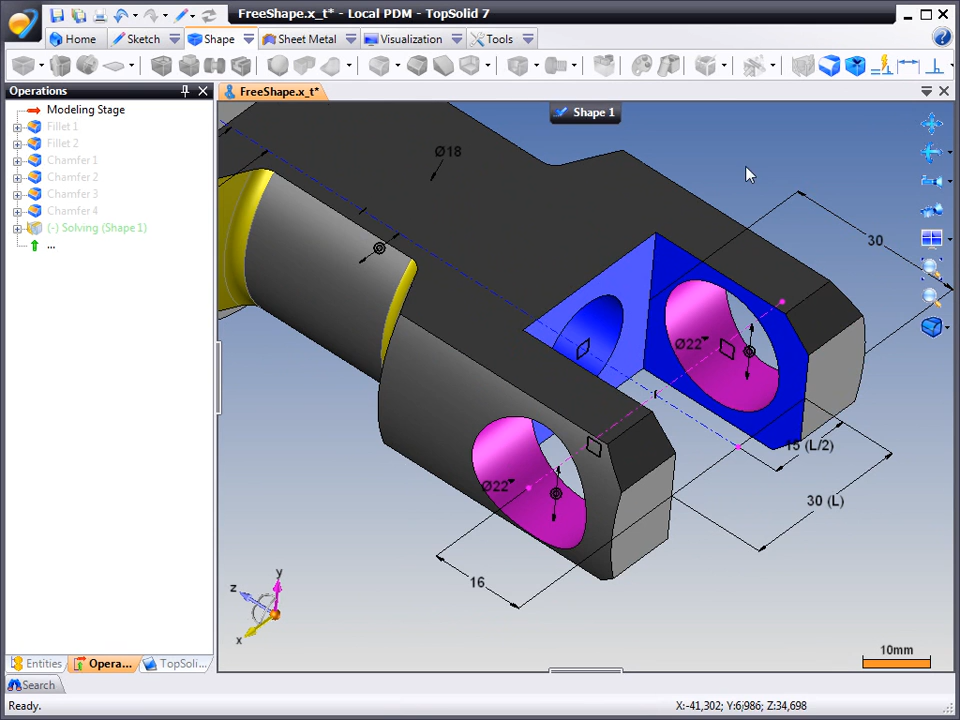 FreeShape.x_t* - Local PDM - TopSolid 7
Home
Sketch
Shape
Sheet Metal
Visualization
Tools
Operations
FreeShape.x_t*
Modeling Stage
Fillet 1
Fillet 2
Chamfer 1
Chamfer 2
Chamfer 3
Chamfer 4
(-) Solving (Shape 1)
...
Shape 1
Ø18
30
Ø22
15 (L/2)
Ø22
30 (L)
16
y
z
x
10mm
Entities
Opera...
TopSoli...
Search
Ready.
X:-41,302; Y:6,986; Z:34,698